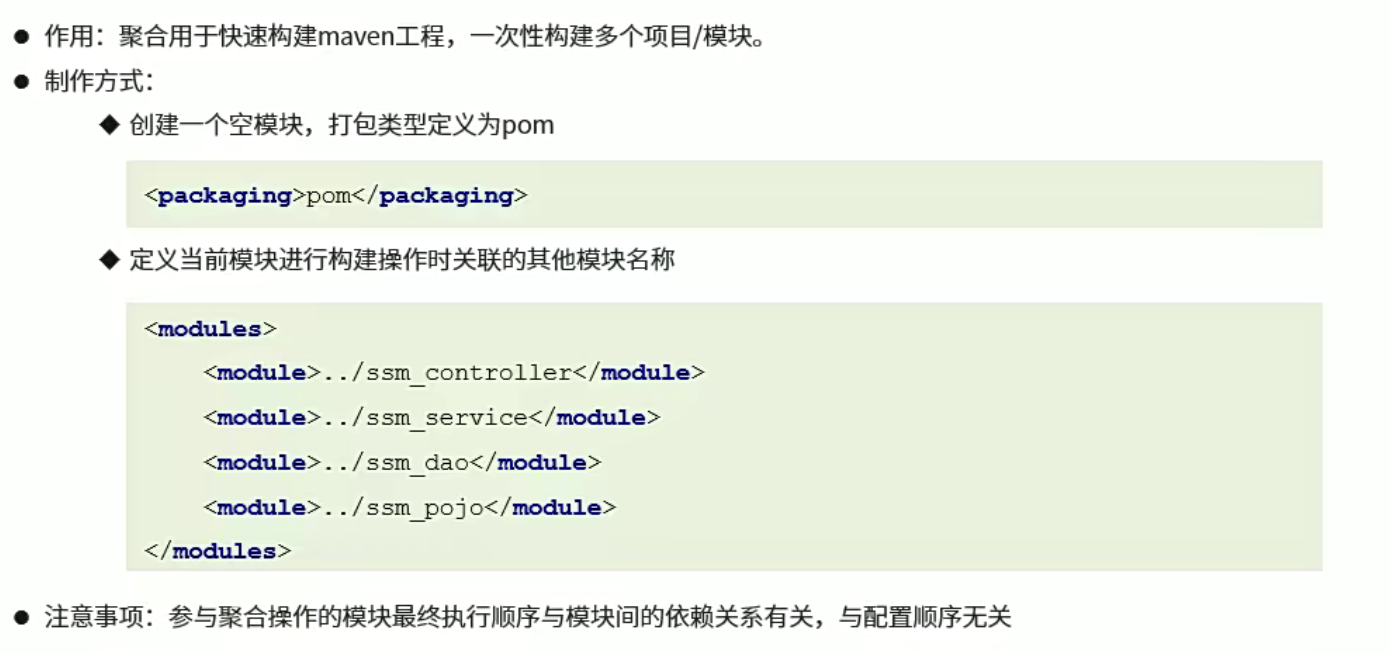 ● 作用：聚合用于快速构建maven工程，一次性构建多个项目/模块。
● 制作方式：
◆ 创建一个空模块，打包类型定义为pom
<packaging>pom</packaging>
◆ 定义当前模块进行构建操作时关联的其他模块名称
<modules>
<module>../ssm_controller</module>
<module>../ssm_service</module>
<module>../ssm_dao</module>
<module>../ssm_pojo</module>
</modules>
● 注意事项：参与聚合操作的模块最终执行顺序与模块间的依赖关系有关，与配置顺序无关